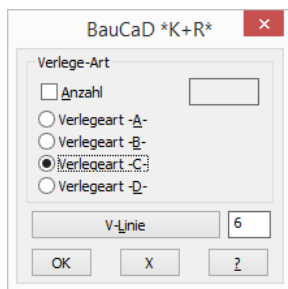 BauCaD *K+R*
Verlege-Art
Anzahl
Verlegeart -A-
Verlegeart -B-
Verlegeart -C-
Verlegeart -D-
V-Linie 6
OK X ?